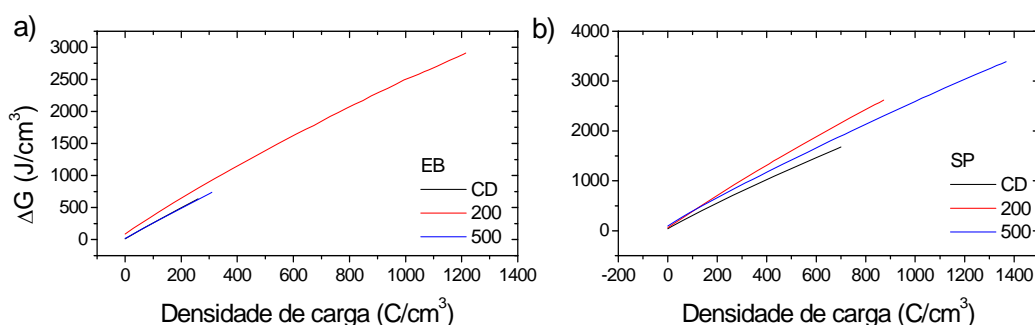 a)
ΔG (J/cm³)
3000
2500
2000
1500
1000
500
0
0 200 400 600 800 1000 1200 1400
Densidade de carga (C/cm³)
EB
CD
200
500
b)
4000
3000
2000
1000
0
-200 0 200 400 600 800 1000 1200 1400
Densidade de carga (C/cm³)
SP
CD
200
500